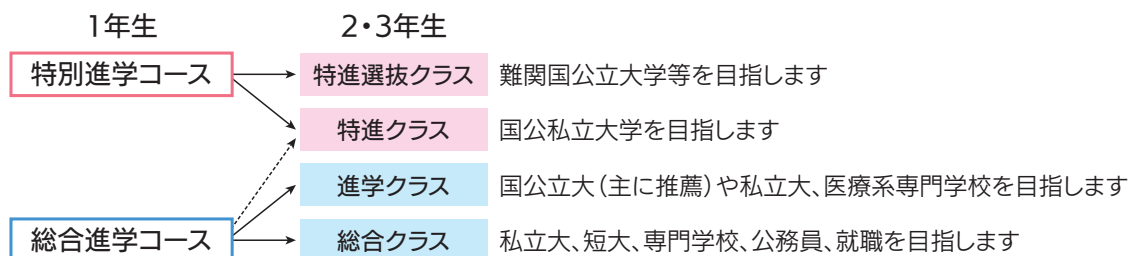 1年生 2・3年生
特別進学コース 特進選抜クラス 難関国公立大学等を目指します
特進クラス 国公私立大学を目指します
進学クラス 国公立大（主に推薦）や私立大、医療系専門学校を目指します
総合進学コース 総合クラス 私立大、短大、専門学校、公務員、就職を目指します